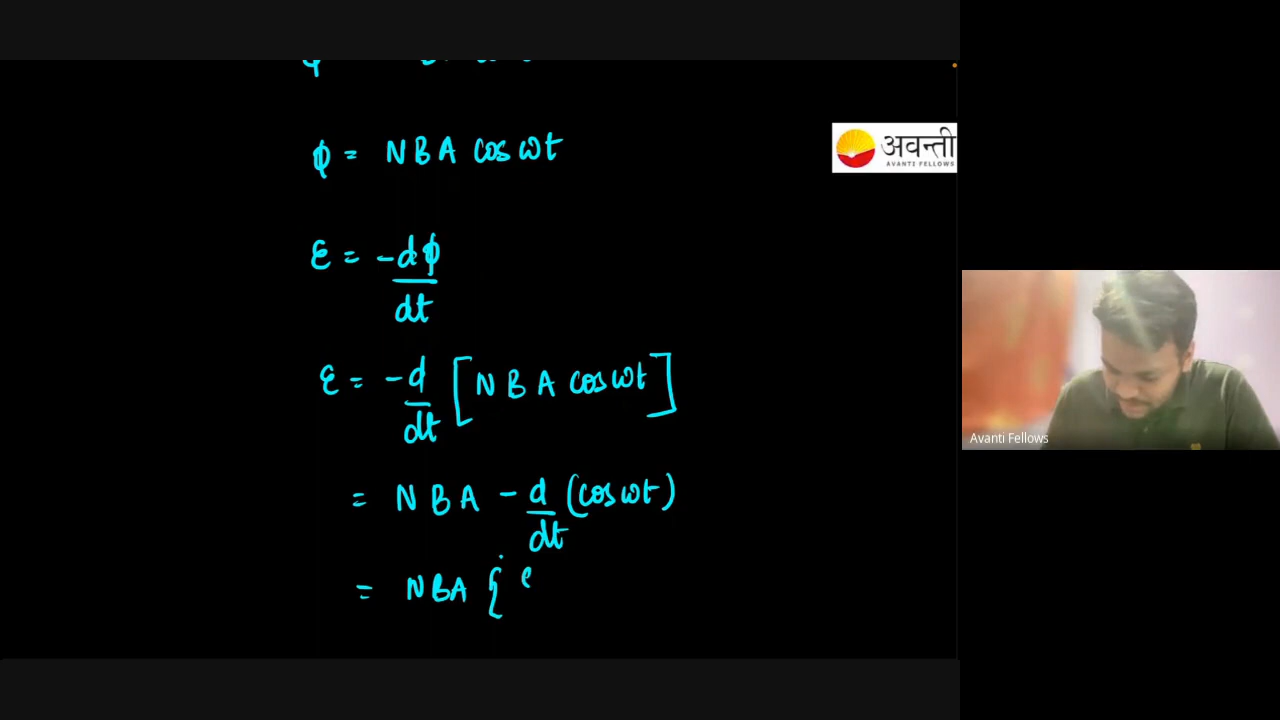 φ = NBA cos ωt
अवन्ती
AVANTI FELLOWS
ε = -dφ/dt
ε = -d/dt [NBA cos ωt]
= NBA - d/dt (cos ωt)
= NBA {
Avanti Fellows